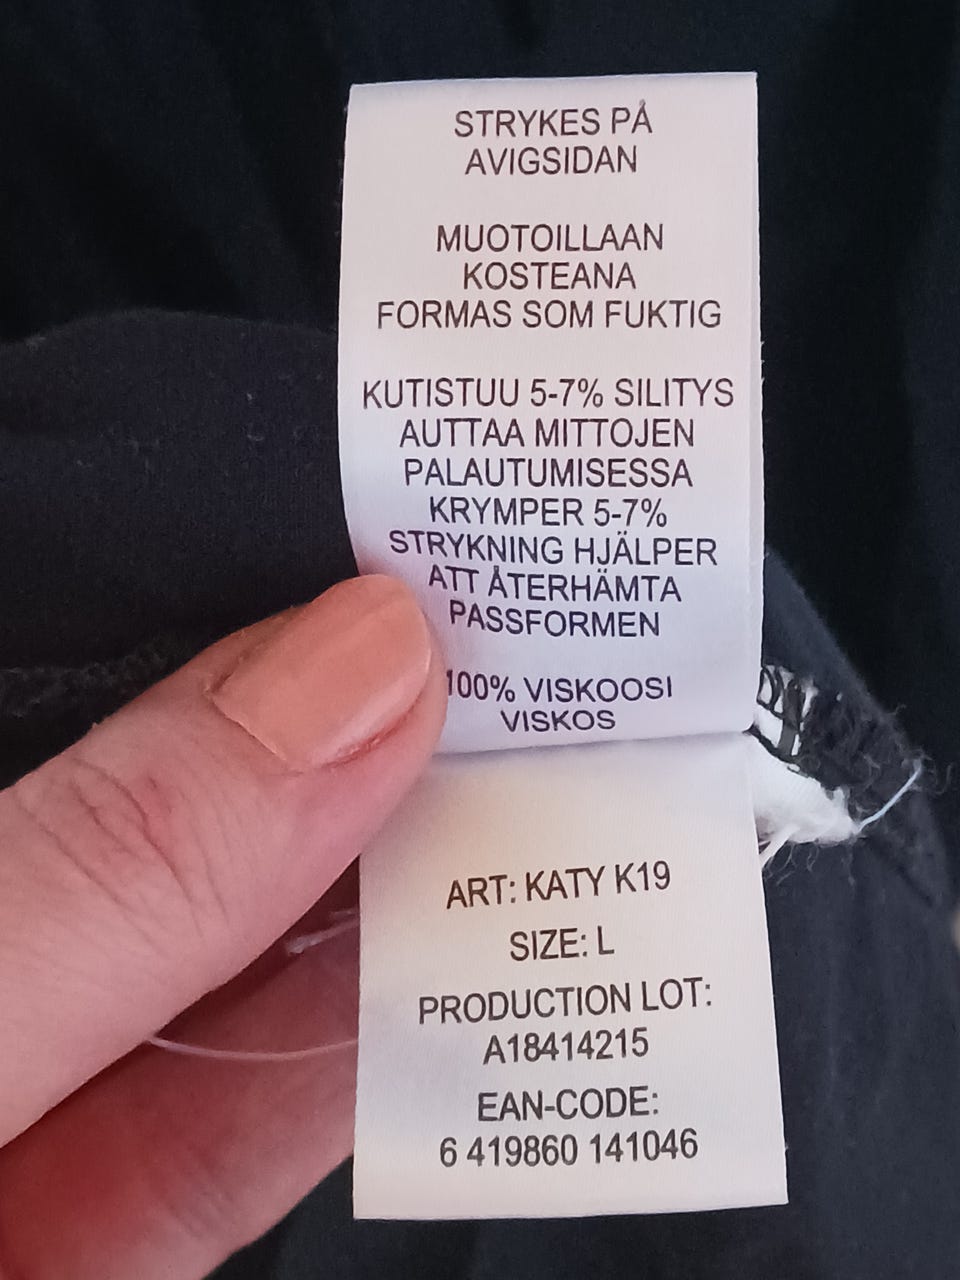 STRYKES PÅ
AVIGSIDAN
MUOTOILLAAN
KOSTEANA
FORMAS SOM FUKTIG
KUTISTUU 5-7% SILITYS
AUTTAA MITTOJEN
PALAUTUMISESSA
KRYMPER 5-7%
STRYKNING HJÄLPER
ATT ÅTERHÄMTA
PASSFORMEN
100% VISKOOSI
VISKOS
ART: KATY K19
SIZE: L
PRODUCTION LOT:
A18414215
EAN-CODE:
6 419860 141046